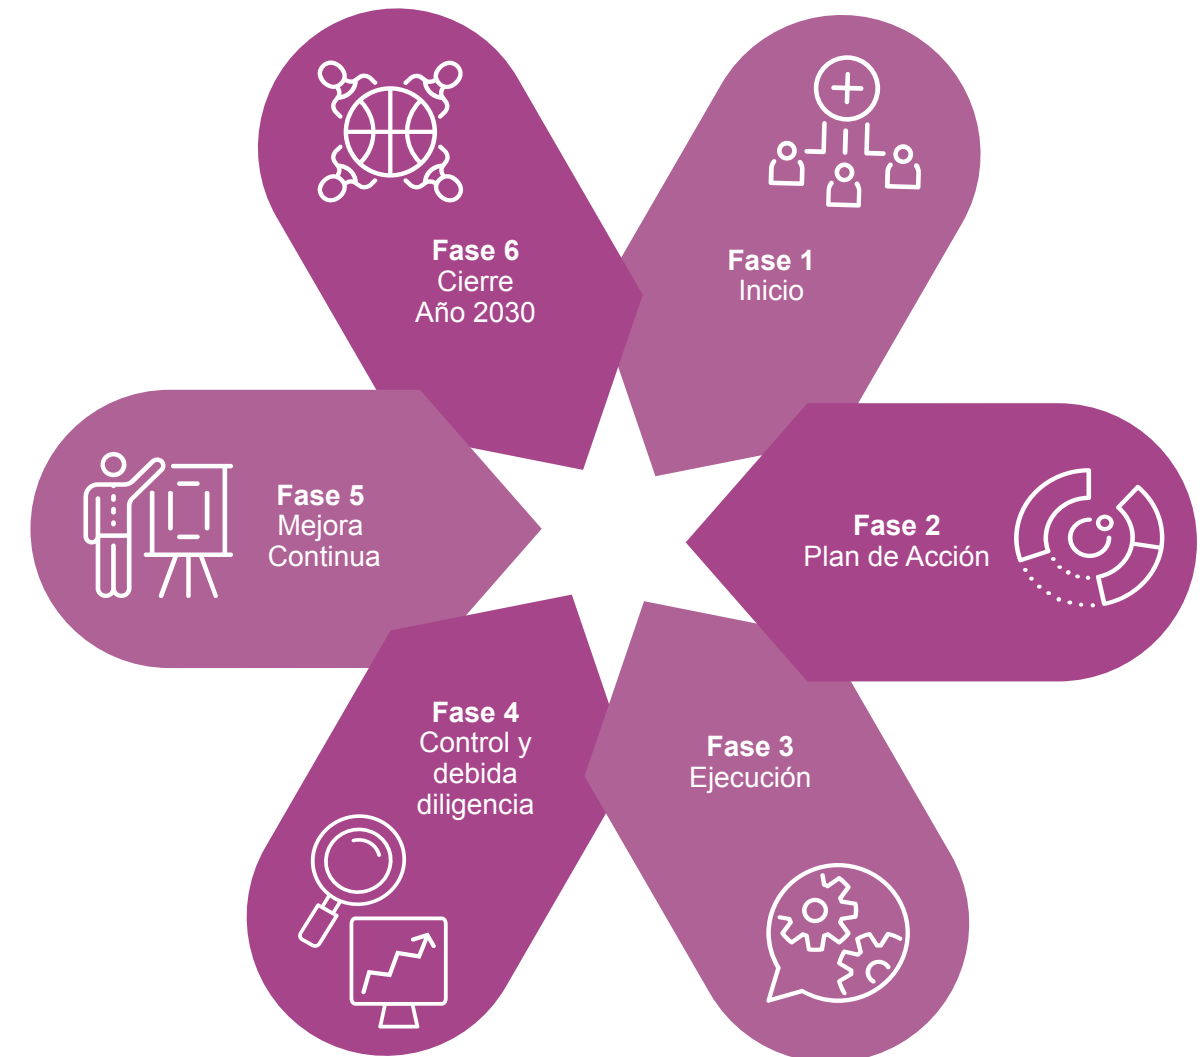 Fase 1
Inicio
Fase 2
Plan de Acción
Fase 3
Ejecución
Fase 4
Control y
debida
diligencia
Fase 5
Mejora
Continua
Fase 6
Cierre
Año 2030